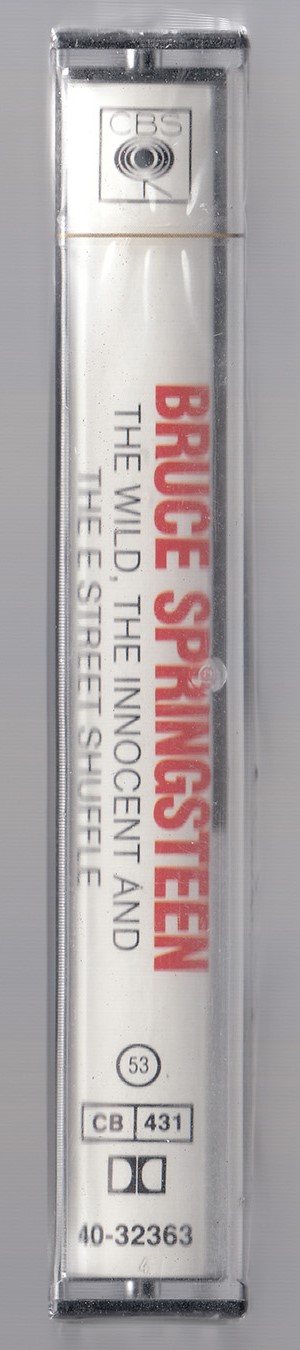 CBS
BRUCE SPRINGSTEEN
THE WILD, THE INNOCENT AND
THE E STREET SHUFFLE
53
CB 431
40-32363